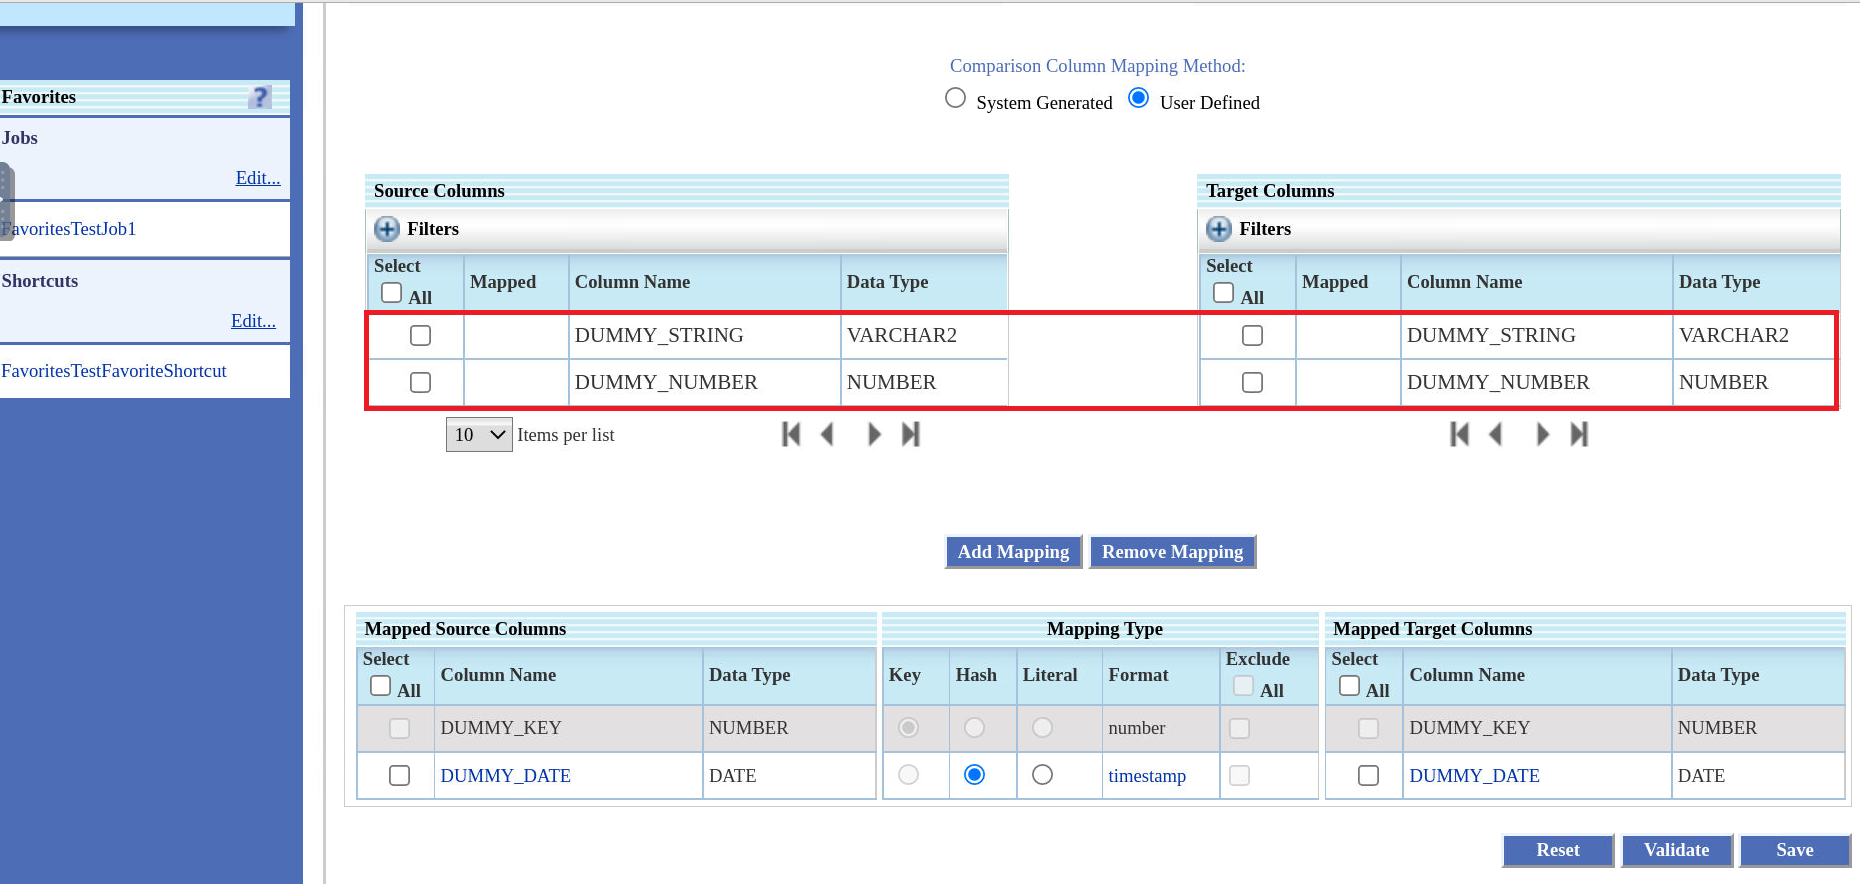 Comparison Column Mapping Method:
System Generated User Defined
Favorites ?
Jobs
Edit...
FavoritesTestJob1
Shortcuts
Edit...
FavoritesTestFavoriteShortcut
Source Columns
Filters
Select All Mapped Column Name Data Type
DUMMY_STRING VARCHAR2
DUMMY_NUMBER NUMBER
10 Items per list
Target Columns
Filters
Select All Mapped Column Name Data Type
DUMMY_STRING VARCHAR2
DUMMY_NUMBER NUMBER
Add Mapping Remove Mapping
Mapped Source Columns Mapping Type Mapped Target Columns
Select All Column Name Data Type Key Hash Literal Format Exclude All Select All Column Name Data Type
DUMMY_KEY NUMBER number DUMMY_KEY NUMBER
DUMMY_DATE DATE timestamp DUMMY_DATE DATE
Reset Validate Save